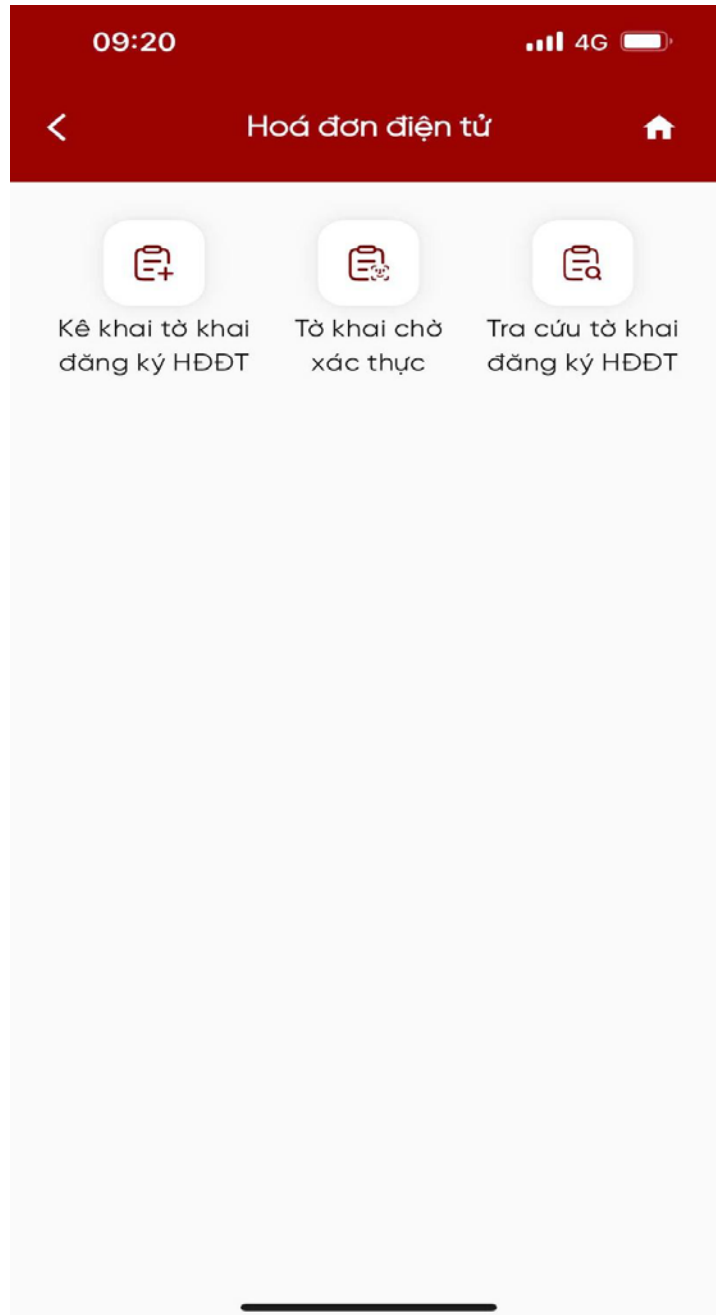 09:20 4G
Hoá đơn điện tử
Kê khai tờ khai Tờ khai chờ Tra cứu tờ khai
đăng ký HĐĐT xác thực đăng ký HĐĐT